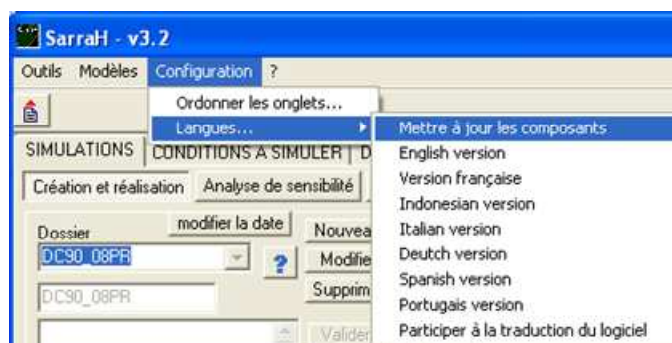 SarraH - v3.2
Outils Modèles Configuration ?
Ordonner les onglets...
Langues...
Mettre à jour les composants
English version
Version française
Indonesian version
Italian version
Deutch version
Spanish version
Portugais version
Participer à la traduction du logiciel
SIMULATIONS CONDITIONS A SIMULER D
Création et réalisation Analyse de sensibilité
Dossier modifier la date Nouvea
DC90_08PR ? Modifie
DC90_08PR Supprim
Valider